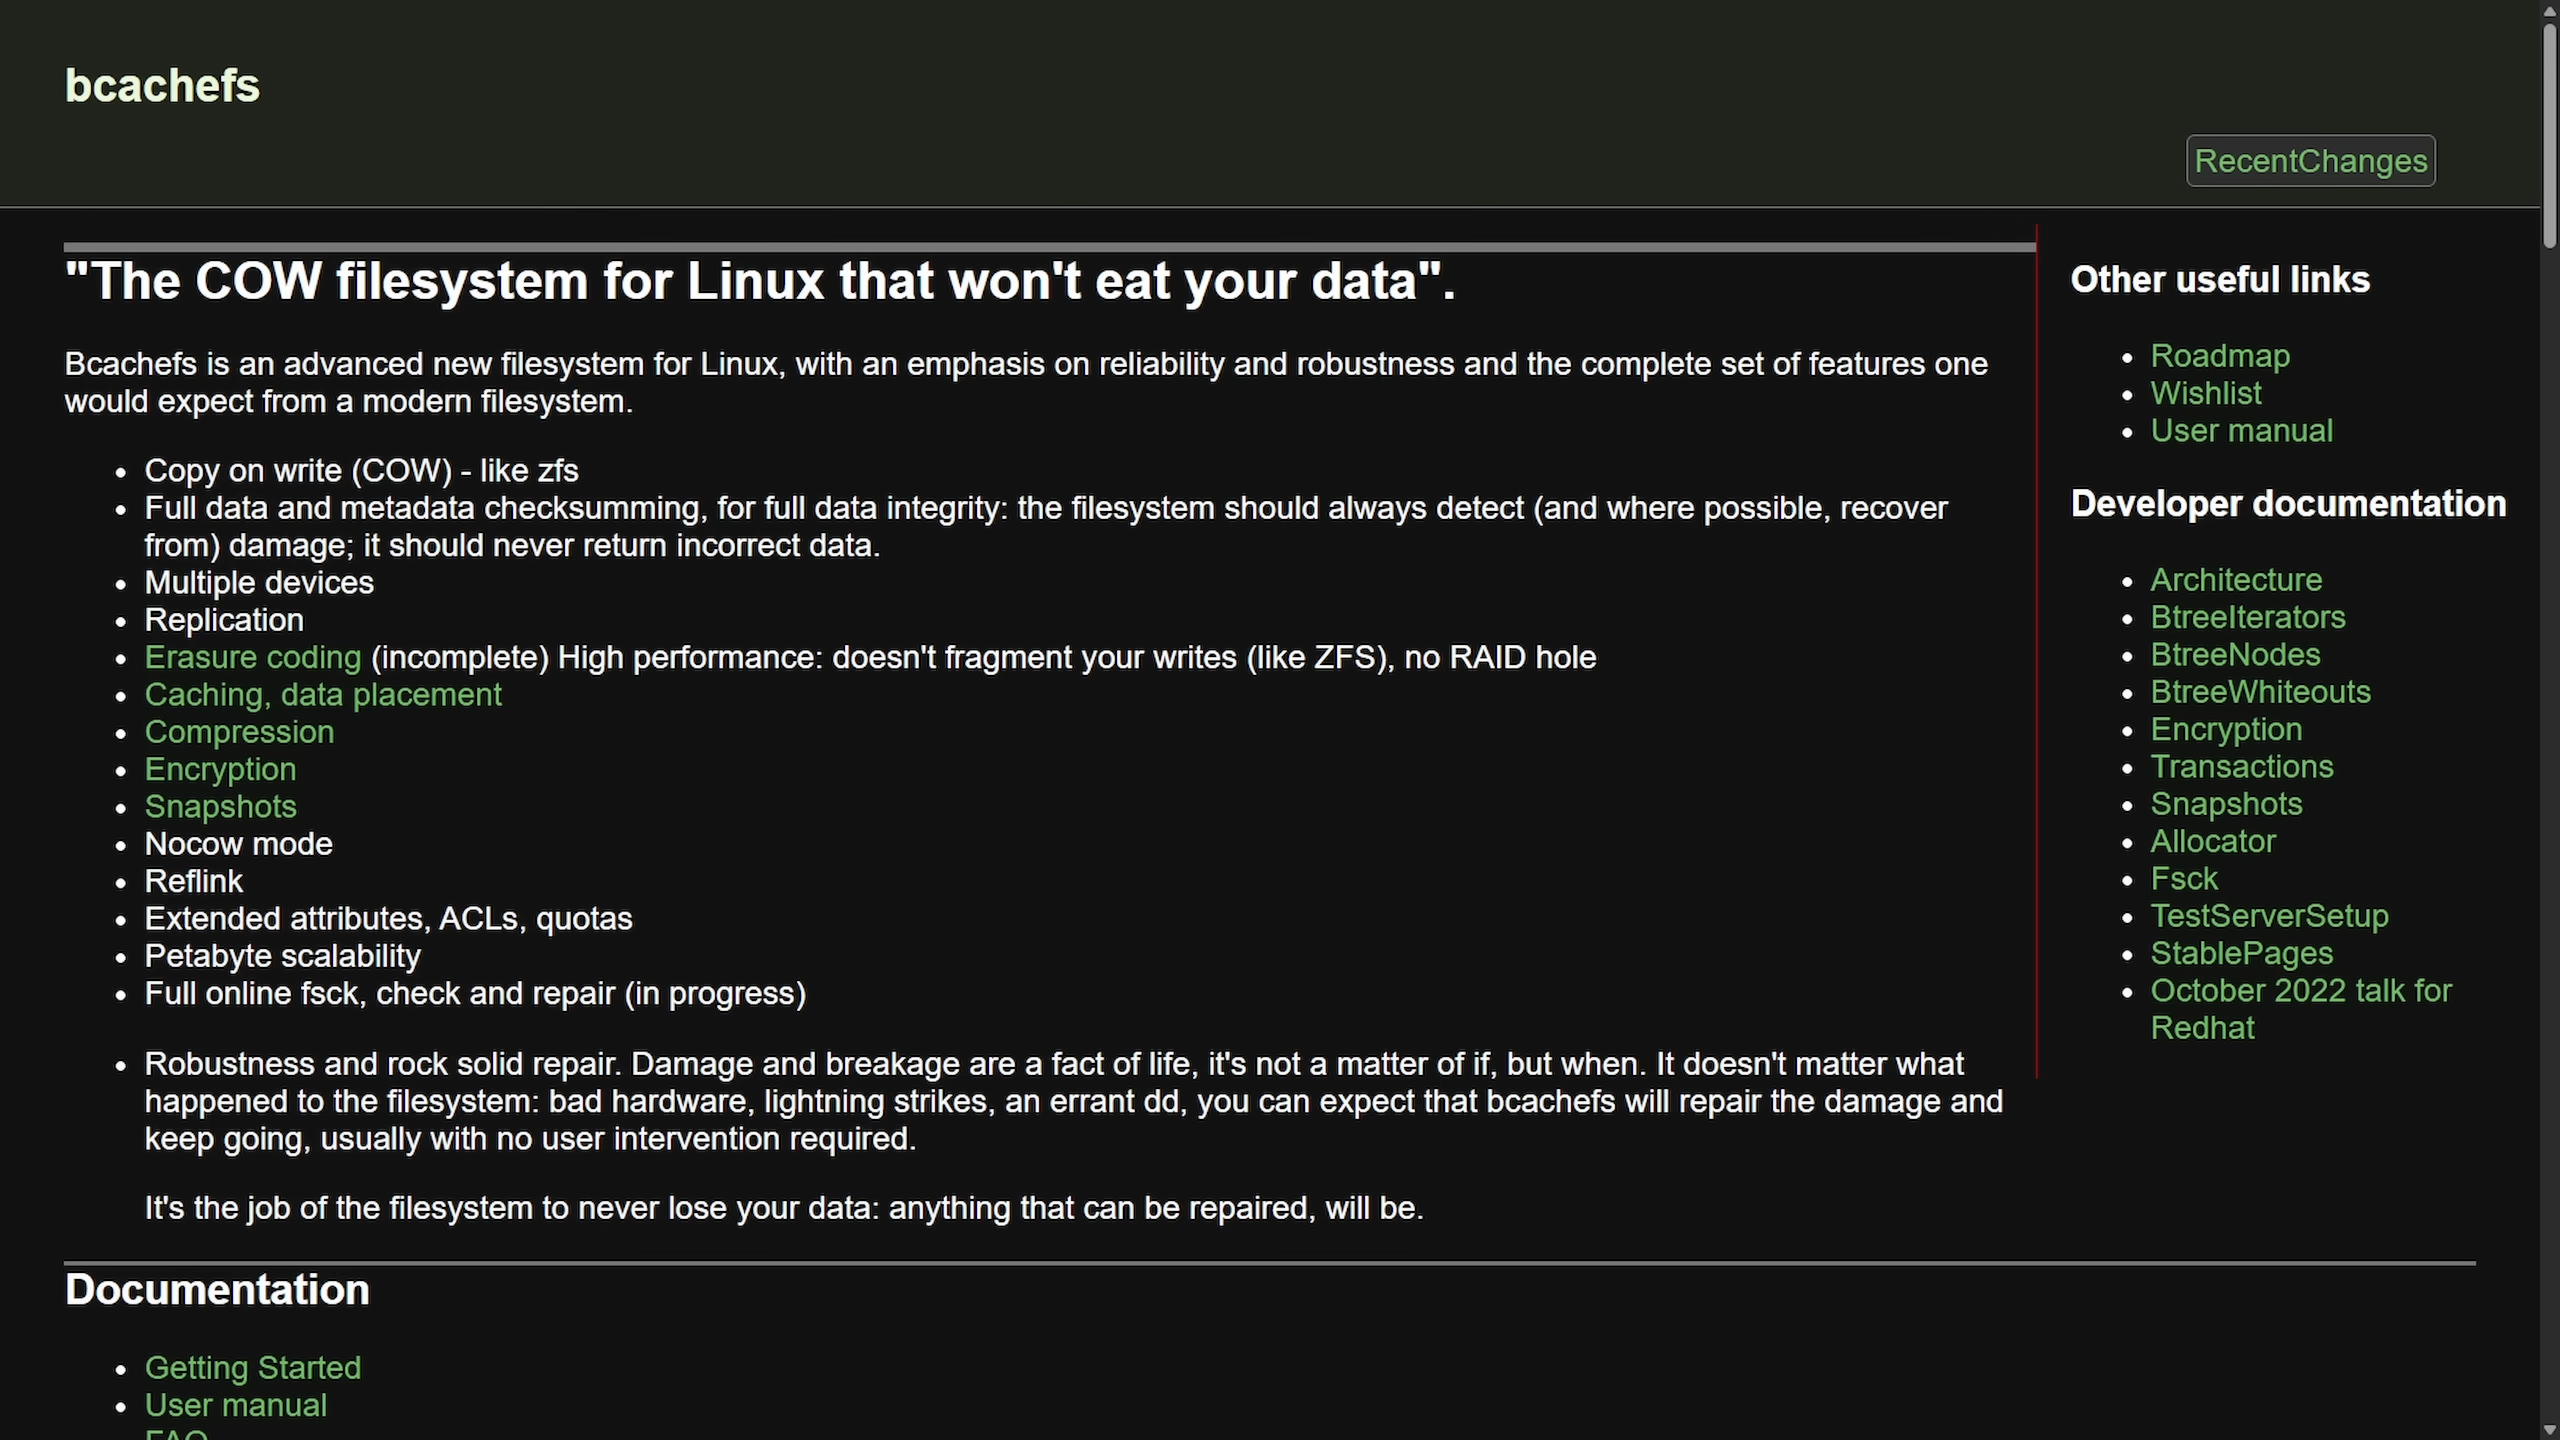 bcachefs
RecentChanges
"The COW filesystem for Linux that won't eat your data".
Bcachefs is an advanced new filesystem for Linux, with an emphasis on reliability and robustness and the complete set of features one
would expect from a modern filesystem.
Copy on write (COW) - like zfs
Full data and metadata checksumming, for full data integrity: the filesystem should always detect (and where possible, recover
from) damage; it should never return incorrect data.
Multiple devices
Replication
Erasure coding (incomplete) High performance: doesn't fragment your writes (like ZFS), no RAID hole
Caching, data placement
Compression
Encryption
Snapshots
Nocow mode
Reflink
Extended attributes, ACLs, quotas
Petabyte scalability
Full online fsck, check and repair (in progress)
Robustness and rock solid repair. Damage and breakage are a fact of life, it's not a matter of if, but when. It doesn't matter what
happened to the filesystem: bad hardware, lightning strikes, an errant dd, you can expect that bcachefs will repair the damage and
keep going, usually with no user intervention required.
It's the job of the filesystem to never lose your data: anything that can be repaired, will be.
Other useful links
Roadmap
Wishlist
User manual
Developer documentation
Architecture
BtreeIterators
BtreeNodes
BtreeWhiteouts
Encryption
Transactions
Snapshots
Allocator
Fsck
TestServerSetup
StablePages
October 2022 talk for
Redhat
Documentation
Getting Started
User manual
FAQ